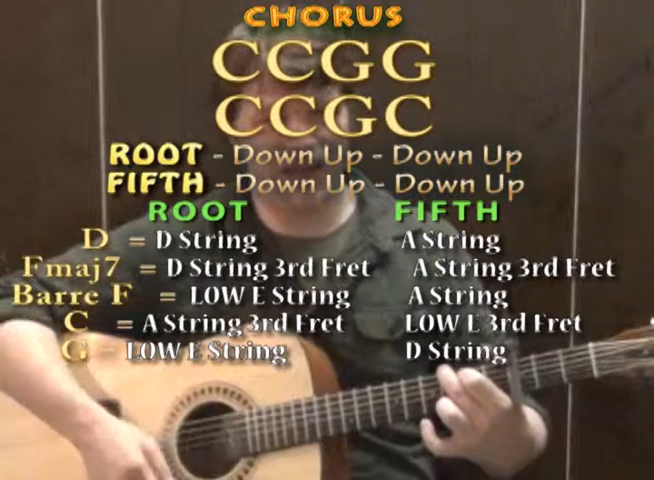 CHORUS
CCGG
CCGC
ROOT - Down Up - Down Up
FIFTH - Down Up - Down Up
ROOT FIFTH
D = D String A String
Fmaj7 = D String 3rd Fret A String 3rd Fret
Barre F = LOW E String A String
C = A String 3rd Fret LOW E 3rd Fret
G = LOW E String D String